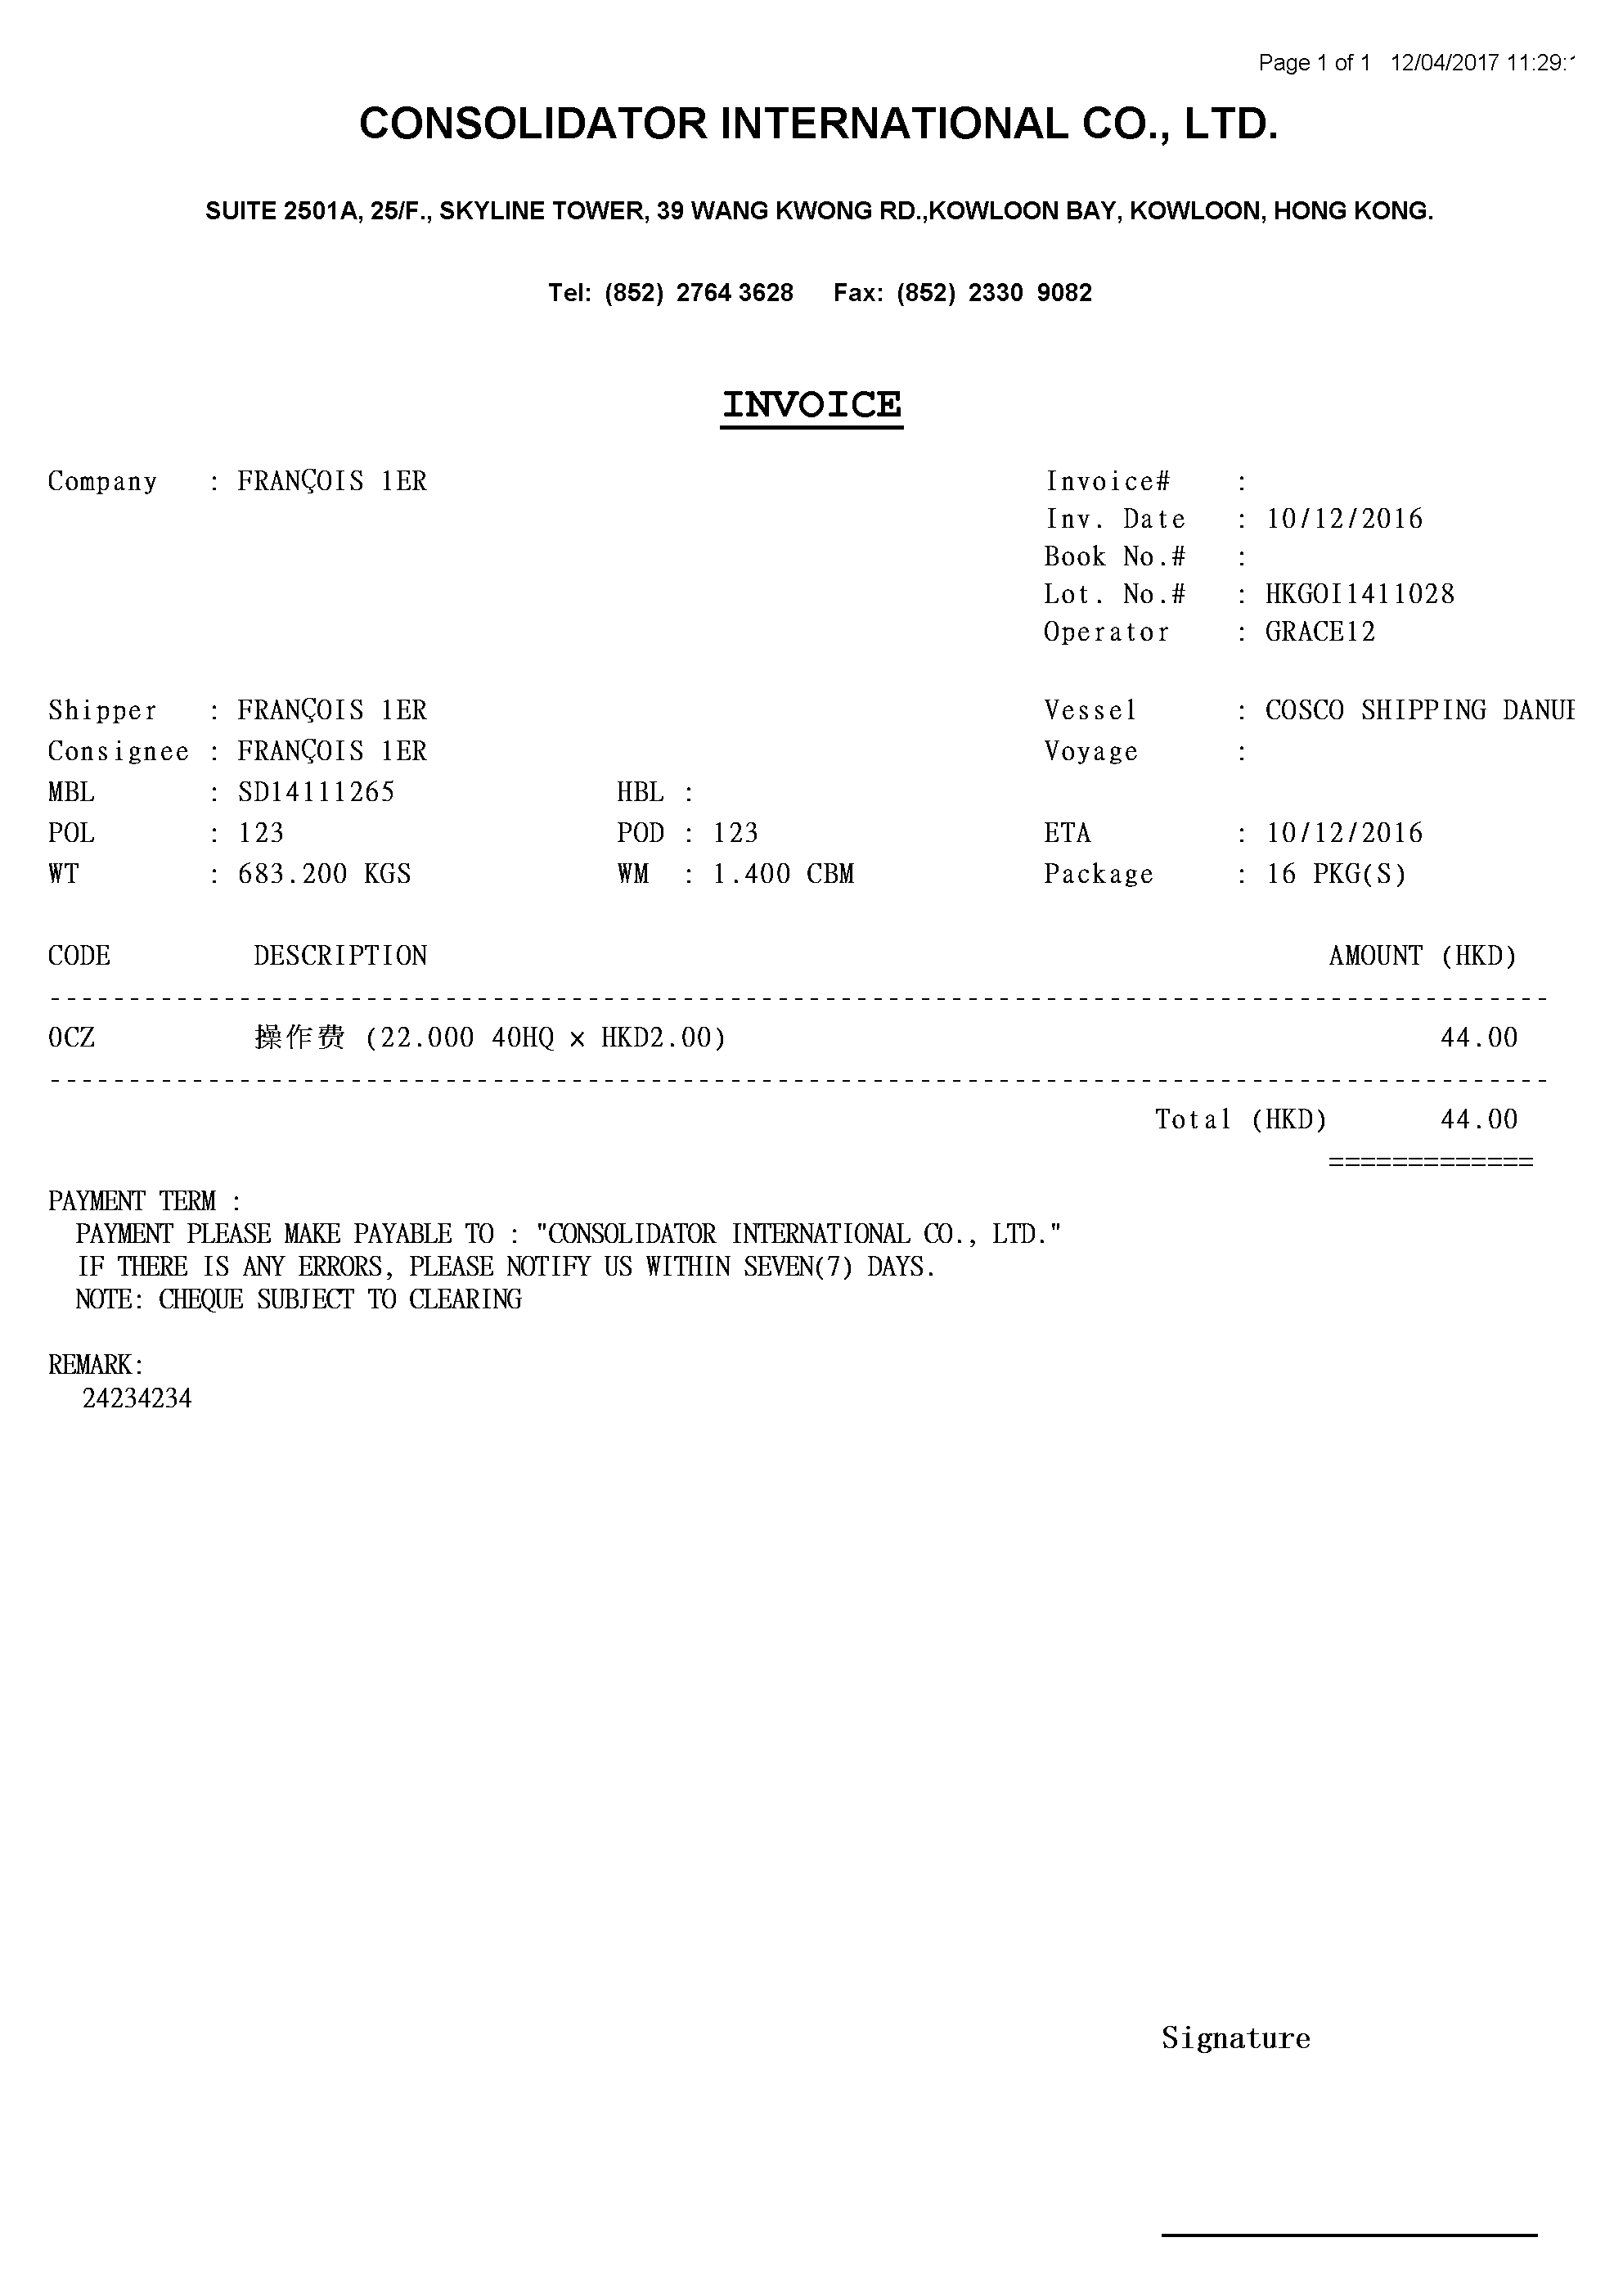 Page 1 of 1 12/04/2017 11:29:
CONSOLIDATOR INTERNATIONAL CO., LTD.
SUITE 2501A, 25/F., SKYLINE TOWER, 39 WANG KWONG RD.,KOWLOON BAY, KOWLOON, HONG KONG.
Tel: (852) 2764 3628 Fax: (852) 2330 9082
INVOICE
Company : FRANÇOIS 1ER Invoice# :
Inv. Date : 10/12/2016
Book No.# :
Lot. No.# : HKGOI1411028
Operator : GRACE12
Shipper : FRANÇOIS 1ER Vessel : COSCO SHIPPING
Consignee : FRANÇOIS 1ER Voyage :
MBL : SD14111265 HBL :
POL : 123 POD : 123 ETA : 10/12/2016
WT : 683.200 KGS WM : 1.400 CBM Package : 16 PKG(S)
CODE DESCRIPTION AMOUNT (HKD)
OCZ 操作费 (22.000 40HQ × HKD2.00) 44.00
Total (HKD) 44.00
=============
PAYMENT TERM :
PAYMENT PLEASE MAKE PAYABLE TO : "CONSOLIDATOR INTERNATIONAL CO., LTD."
IF THERE IS ANY ERRORS, PLEASE NOTIFY US WITHIN SEVEN(7) DAYS.
NOTE: CHEQUE SUBJECT TO CLEARING
REMARK:
24234234
Signature